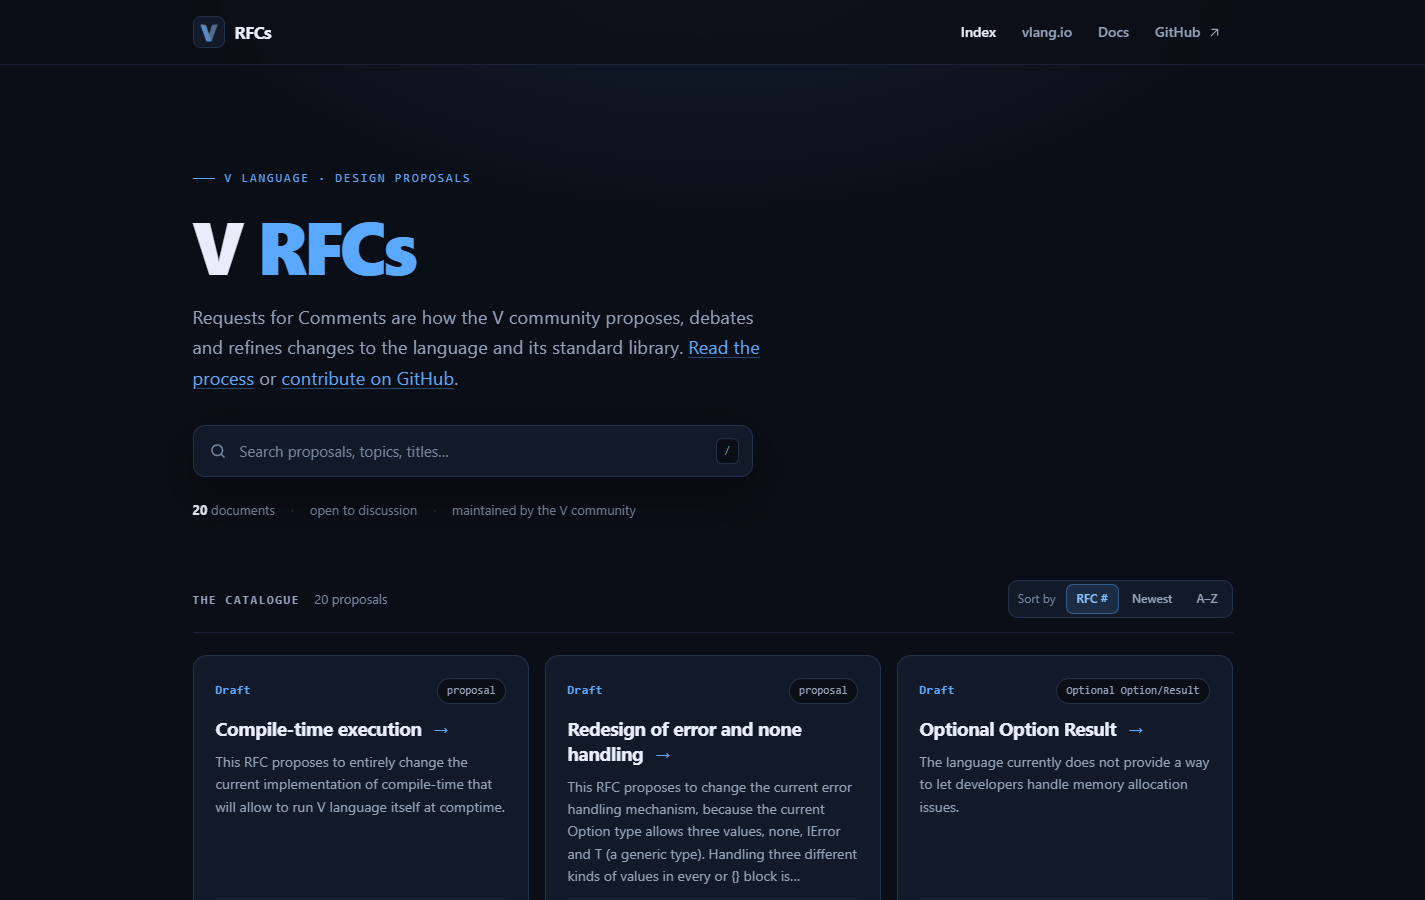 V RFCs
Index vlang.io Docs GitHub ↗
V LANGUAGE · DESIGN PROPOSALS
V RFCs
Requests for Comments are how the V community proposes, debates
and refines changes to the language and its standard library. Read the
process or contribute on GitHub.
Search proposals, topics, titles... /
20 documents · open to discussion · maintained by the V community
THE CATALOGUE 20 proposals
Sort by RFC # Newest A–Z
Draft proposal
Compile-time execution →
This RFC proposes to entirely change the
current implementation of compile-time that
will allow to run V language itself at comptime.
Draft proposal
Redesign of error and none
handling →
This RFC proposes to change the current error
handling mechanism, because the current
Option type allows three values, none, IError
and T (a generic type). Handling three different
kinds of values in every or {} block is...
Draft Optional Option/Result
Optional Option Result →
The language currently does not provide a way
to let developers handle memory allocation
issues.